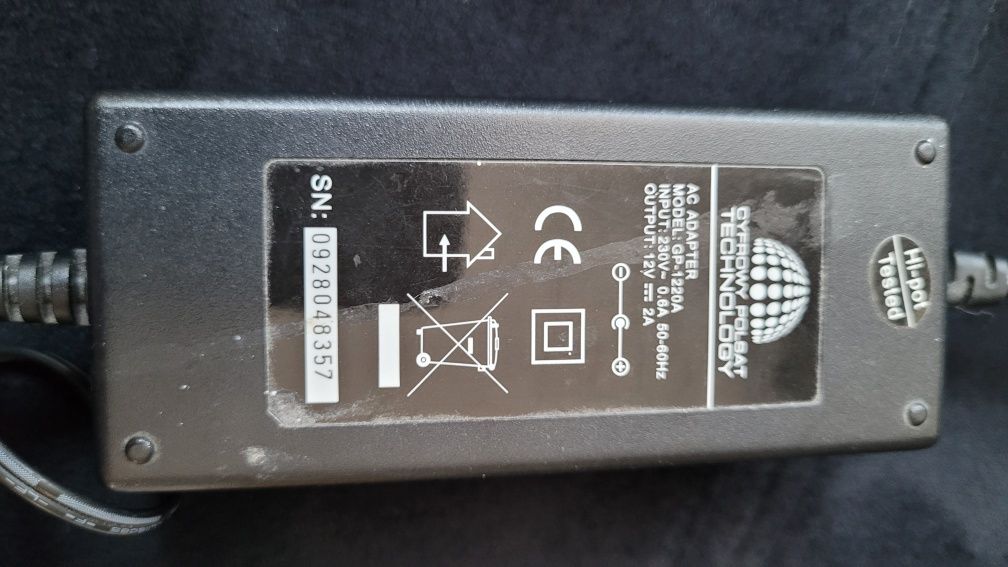 Hi-pot
Tested
CYFROWY POLSAT
TECHNOLOGY
AC ADAPTER
MODEL: GP-1220A
INPUT: 230V~ 0.6A 50-60Hz
OUTPUT: 12V ⎓ 2A
CE
SN: 0928048357